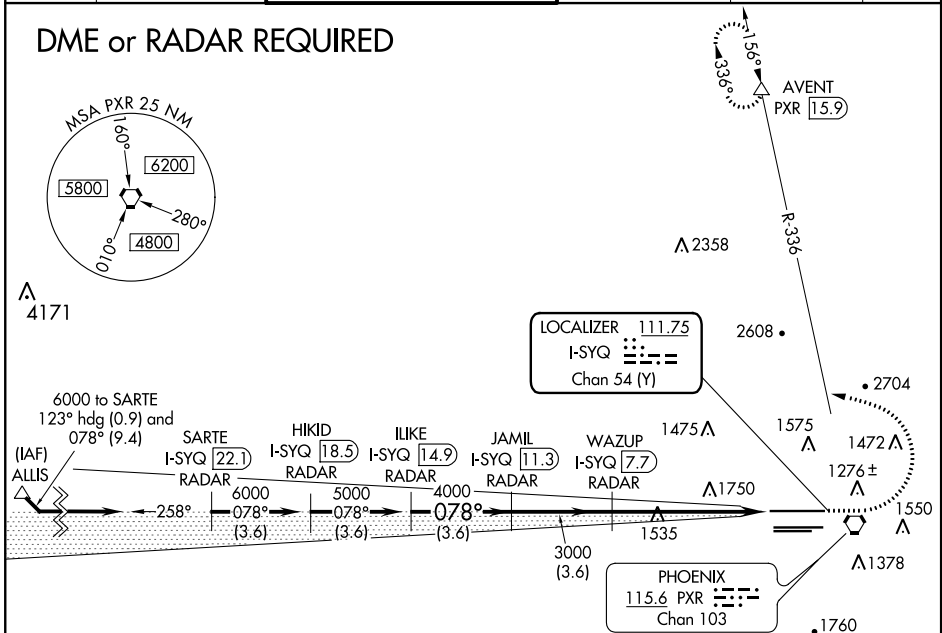 DME or RADAR REQUIRED
MSA PXR 25 NM
160°
6200
5800
280°
4800
010°
156°
336°
AVENT
PXR 15.9
R-336
2358
4171
LOCALIZER 111.75
I-SYQ
Chan 54 (Y)
2608
2704
6000 to SARTE
123° hdg (0.9) and
078° (9.4)
(IAF)
ALLIS
SARTE
I-SYQ 22.1
RADAR
HIKID
I-SYQ 18.5
RADAR
ILIKE
I-SYQ 14.9
RADAR
JAMIL
I-SYQ 11.3
RADAR
WAZUP
I-SYQ 7.7
RADAR
1475
1575
1472
1276 ±
1750
1550
258°
6000
078°
(3.6)
5000
078°
(3.6)
4000
078°
(3.6)
3000
(3.6)
1535
1378
PHOENIX
115.6 PXR
Chan 103
1760